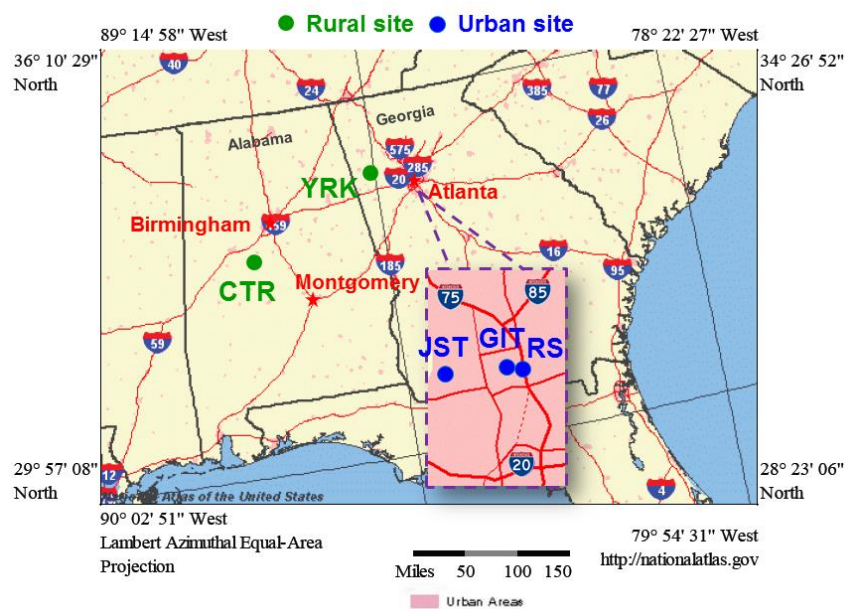 Rural site Urban site
89° 14' 58" West
78° 22' 27" West
36° 10' 29"
North
34° 26' 52"
North
40
24
385
77
26
Georgia
Alabama
575
285
YRK
20
Atlanta
Birmingham
59
16
185
95
CTR
Montgomery
75
85
GIT
JST
RS
59
20
29° 57' 08"
North
12
4
28° 23' 06"
North
Atlas of the United States
90° 02' 51" West
79° 54' 31" West
Lambert Azimuthal Equal-Area
Projection
http://nationalatlas.gov
Miles 50 100 150
Urban Areas